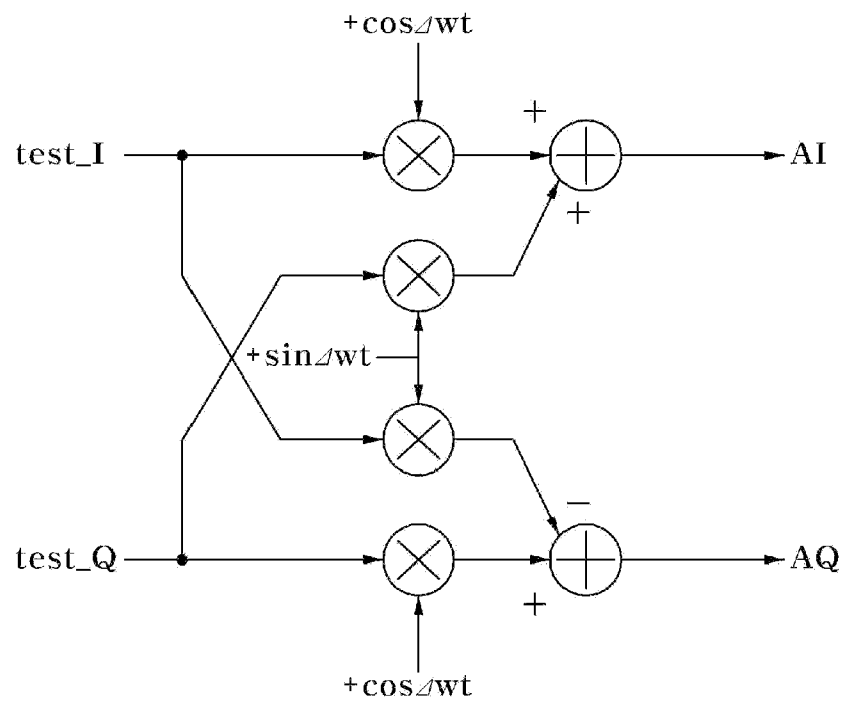 +cos⊿wt
+
test_I
AI
+
+sin⊿wt
−
test_Q
AQ
+
+cos⊿wt